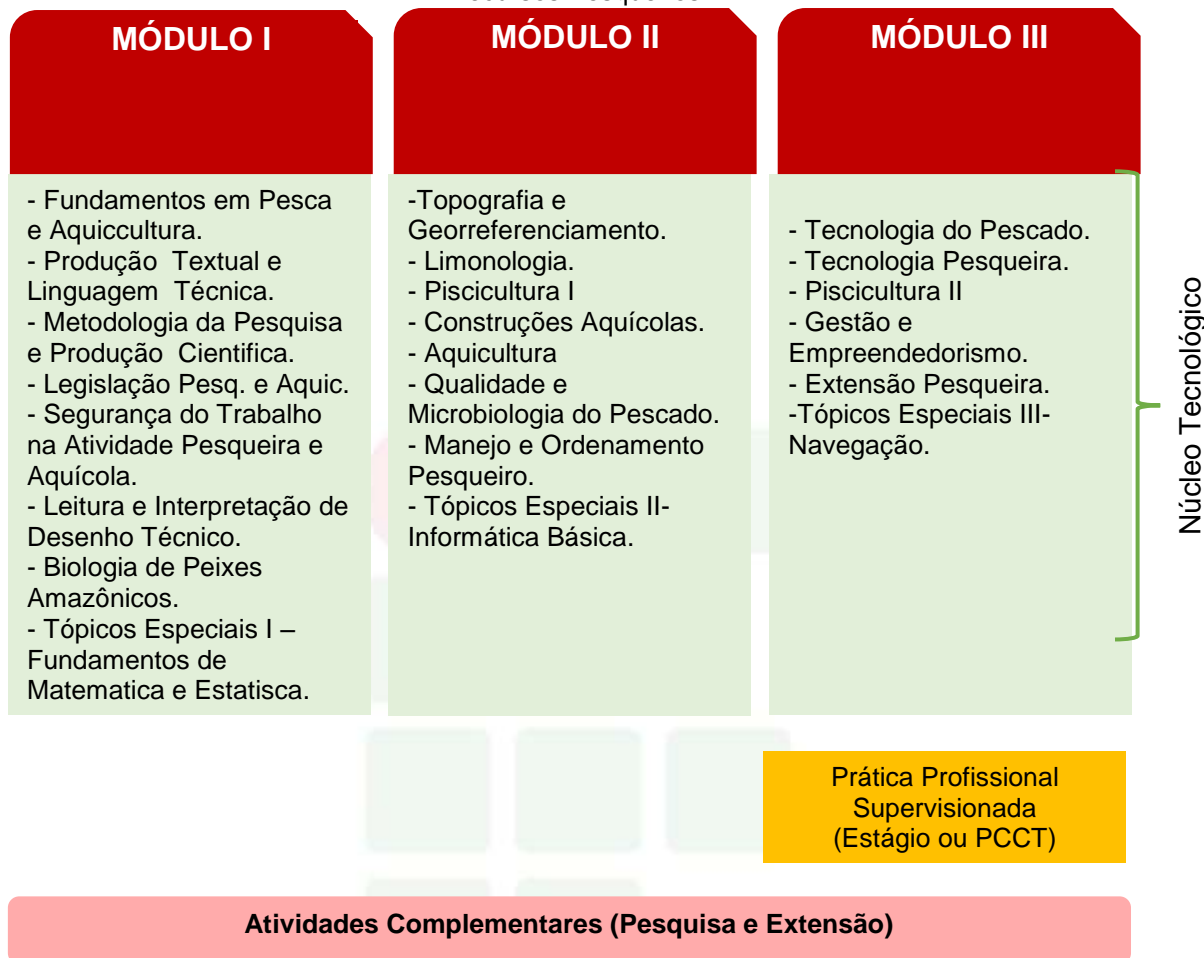 MÓDULO I
- Fundamentos em Pesca
e Aquiccultura.
- Produção Textual e
Linguagem Técnica.
- Metodologia da Pesquisa
e Produção Cientifica.
- Legislação Pesq. e Aquic.
- Segurança do Trabalho
na Atividade Pesqueira e
Aquícola.
- Leitura e Interpretação de
Desenho Técnico.
- Biologia de Peixes
Amazônicos.
- Tópicos Especiais I –
Fundamentos de
Matematica e Estatisca.
MÓDULO II
-Topografia e
Georreferenciamento.
- Limonologia.
- Piscicultura I
- Construções Aquícolas.
- Aquicultura
- Qualidade e
Microbiologia do Pescado.
- Manejo e Ordenamento
Pesqueiro.
- Tópicos Especiais II-
Informática Básica.
MÓDULO III
- Tecnologia do Pescado.
- Tecnologia Pesqueira.
- Piscicultura II
- Gestão e
Empreendedorismo.
- Extensão Pesqueira.
-Tópicos Especiais III-
Navegação.
Núcleo Tecnológico
Prática Profissional
Supervisionada
(Estágio ou PCCT)
Atividades Complementares (Pesquisa e Extensão)